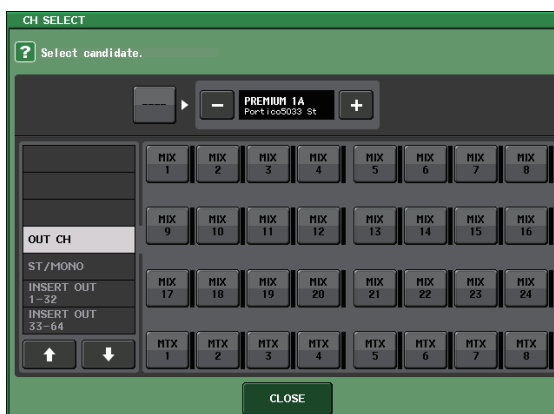 CH SELECT
? Select candidate.
----
− PREMIUM 1A +
Portico5033 St
MIX 1 MIX 2 MIX 3 MIX 4 MIX 5 MIX 6 MIX 7 MIX 8
MIX 9 MIX 10 MIX 11 MIX 12 MIX 13 MIX 14 MIX 15 MIX 16
OUT CH
ST/MONO
INSERT OUT
1-32
INSERT OUT
33-64
MIX 17 MIX 18 MIX 19 MIX 20 MIX 21 MIX 22 MIX 23 MIX 24
MTX 1 MTX 2 MTX 3 MTX 4 MTX 5 MTX 6 MTX 7 MTX 8
CLOSE